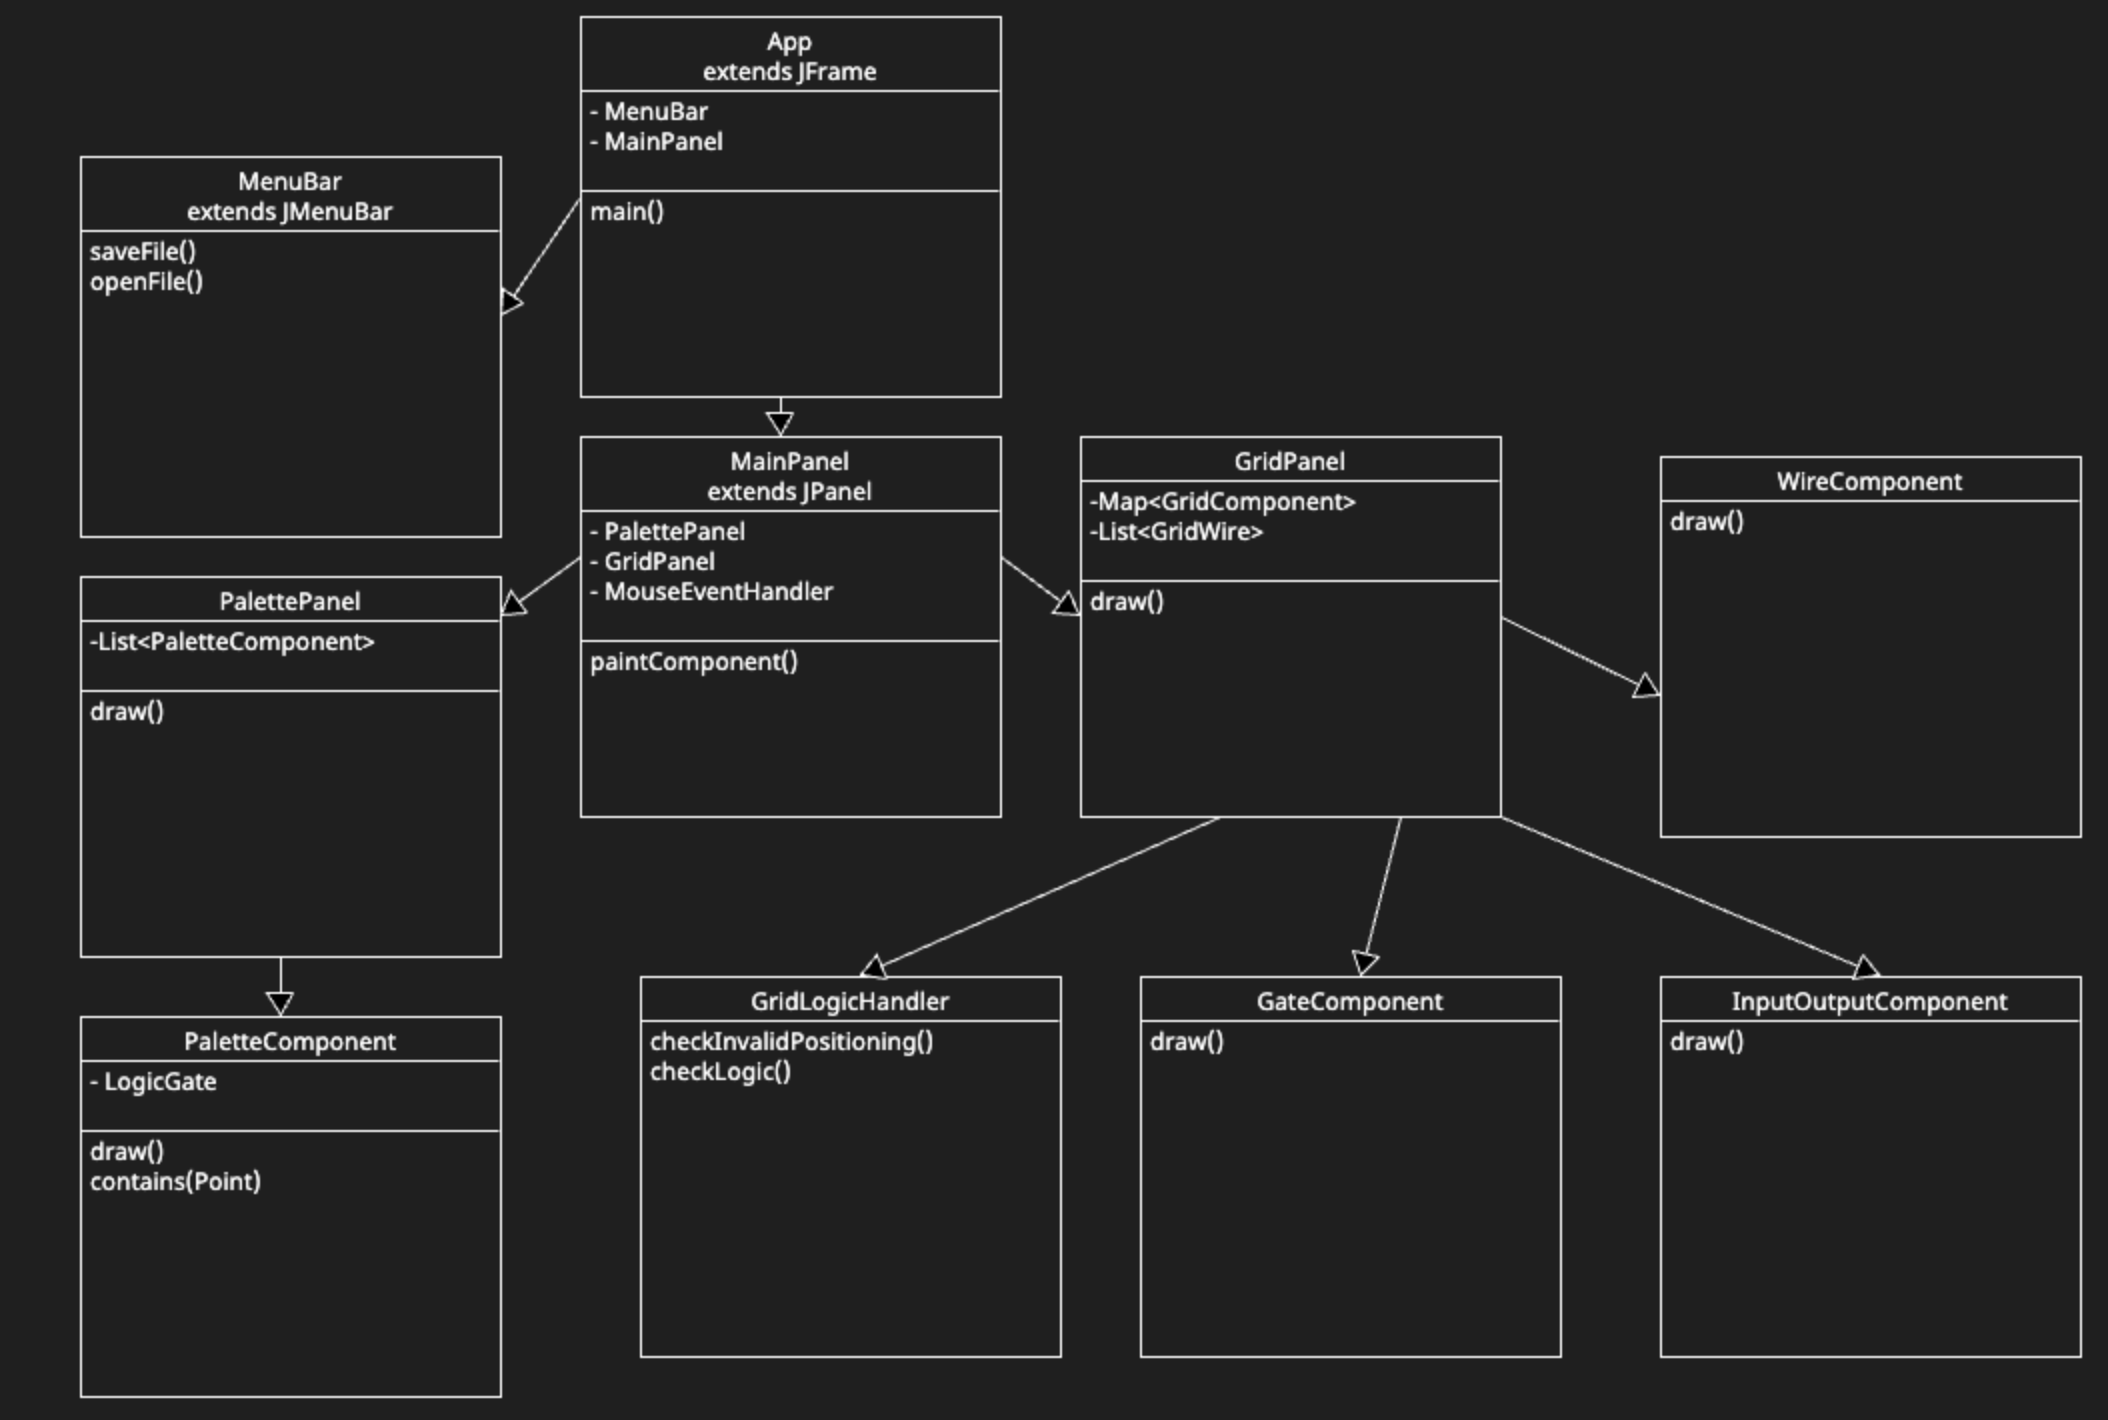 App
extends JFrame
- MenuBar
- MainPanel
main()
MenuBar
extends JMenuBar
saveFile()
openFile()
MainPanel
extends JPanel
- PalettePanel
- GridPanel
- MouseEventHandler
paintComponent()
GridPanel
-Map<GridComponent>
-List<GridWire>
draw()
WireComponent
draw()
PalettePanel
-List<PaletteComponent>
draw()
PaletteComponent
- LogicGate
draw()
contains(Point)
GridLogicHandler
checkInvalidPositioning()
checkLogic()
GateComponent
draw()
InputOutputComponent
draw()